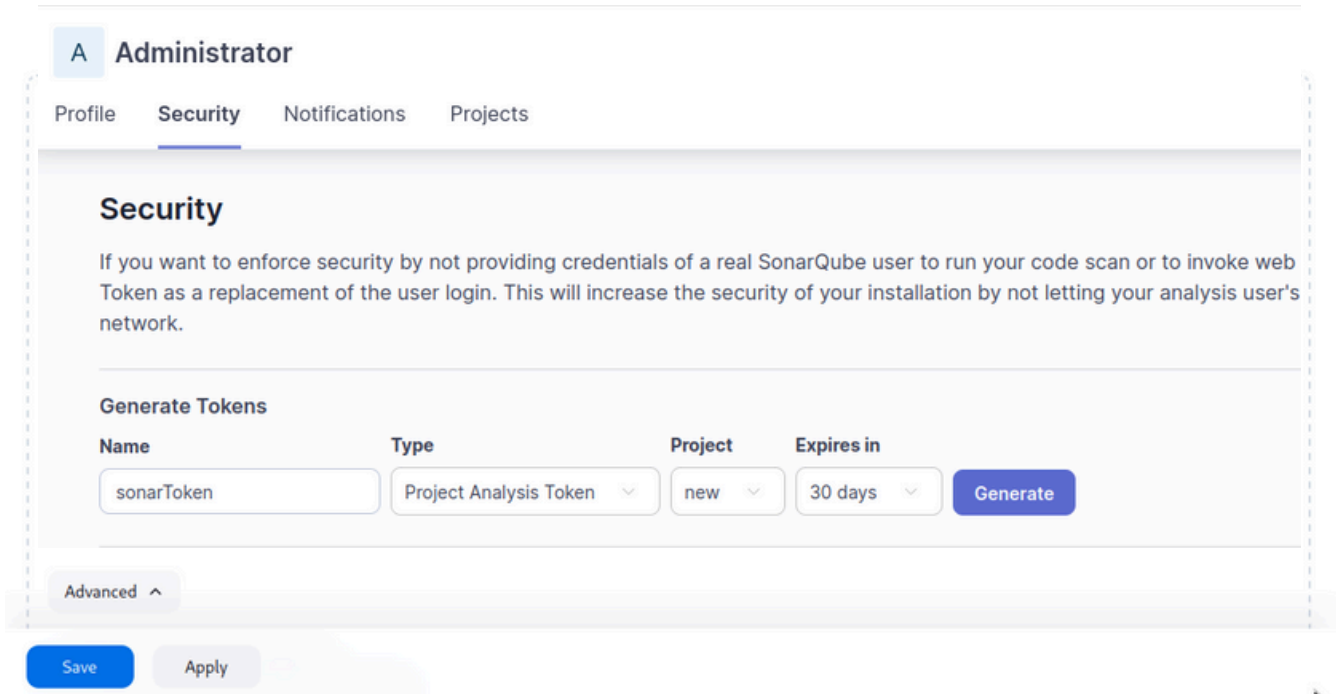 A Administrator
Profile Security Notifications Projects
Security
If you want to enforce security by not providing credentials of a real SonarQube user to run your code scan or to invoke web
Token as a replacement of the user login. This will increase the security of your installation by not letting your analysis user's
network.
Generate Tokens
Name Type Project Expires in
sonarToken Project Analysis Token new 30 days Generate
Advanced
Save Apply